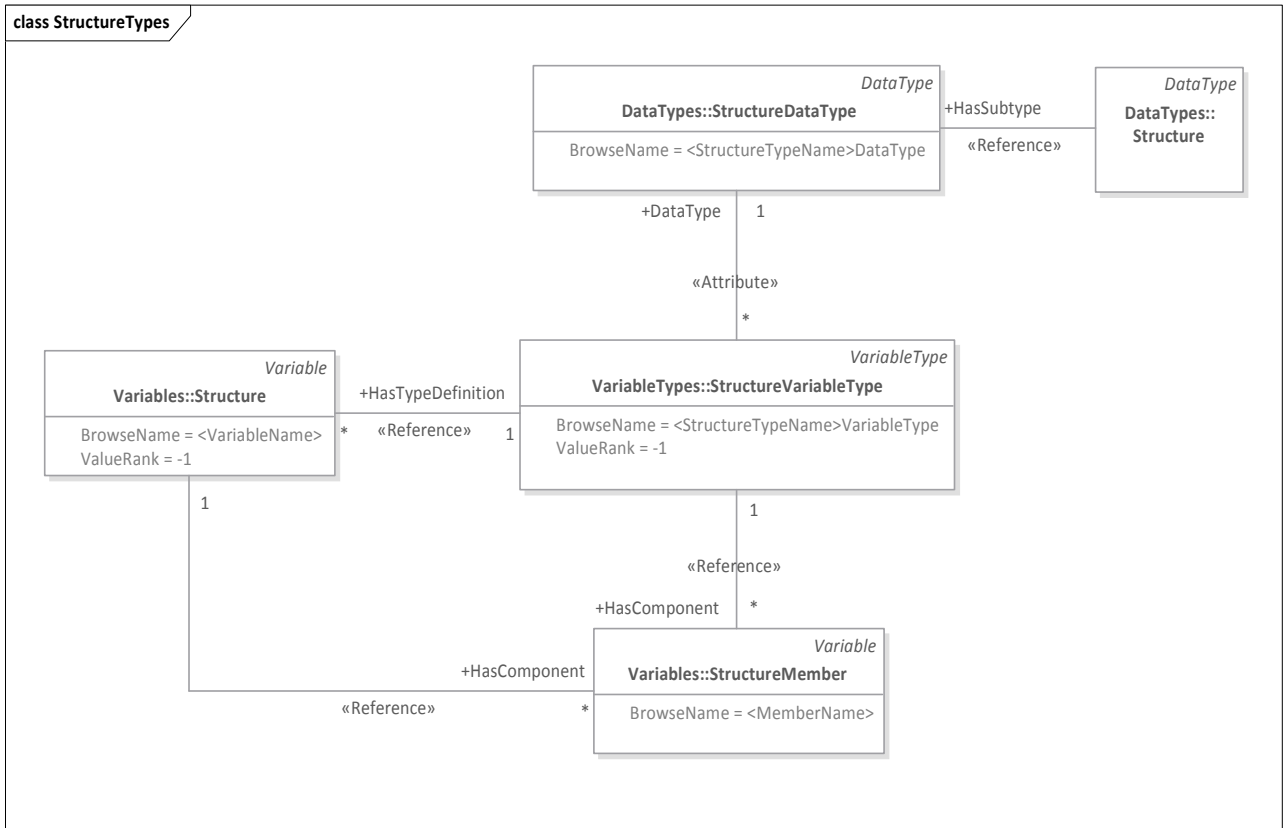 class StructureTypes
DataType
DataTypes::StructureDataType
BrowseName = <StructureTypeName>DataType
+HasSubtype
«Reference»
DataType
DataTypes::
Structure
+DataType
1
«Attribute»
*
Variable
Variables::Structure
BrowseName = <VariableName>
ValueRank = -1
+HasTypeDefinition
*
«Reference»
1
VariableType
VariableTypes::StructureVariableType
BrowseName = <StructureTypeName>VariableType
ValueRank = -1
1
1
«Reference»
+HasComponent
*
+HasComponent
«Reference»
*
Variable
Variables::StructureMember
BrowseName = <MemberName>